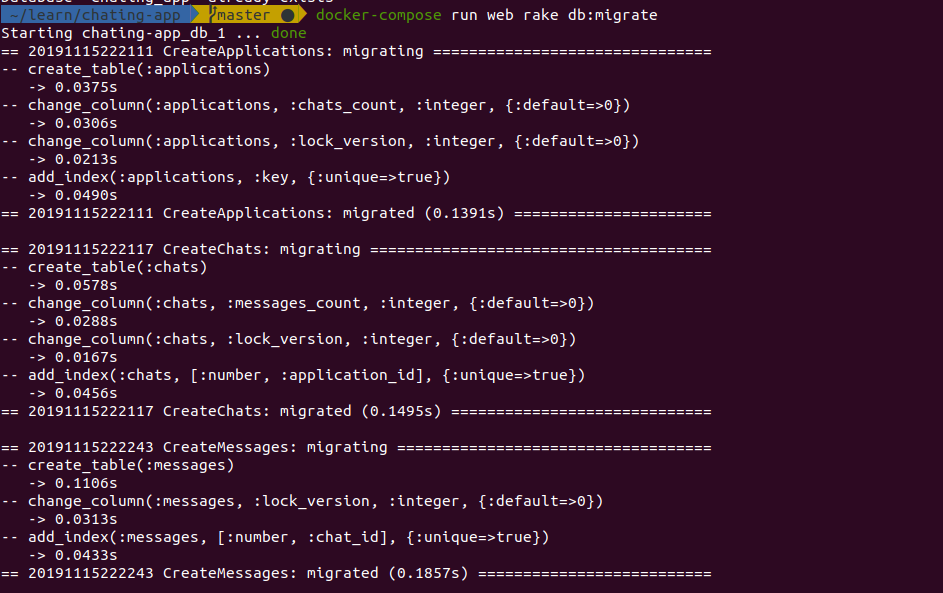 Database 'chating_app' already exists
~/learn/chating-app master ● docker-compose run web rake db:migrate
Starting chating-app_db_1 ... done
== 20191115222111 CreateApplications: migrating ===============================
-- create_table(:applications)
   -> 0.0375s
-- change_column(:applications, :chats_count, :integer, {:default=>0})
   -> 0.0306s
-- change_column(:applications, :lock_version, :integer, {:default=>0})
   -> 0.0213s
-- add_index(:applications, :key, {:unique=>true})
   -> 0.0490s
== 20191115222111 CreateApplications: migrated (0.1391s) ======================

== 20191115222117 CreateChats: migrating ======================================
-- create_table(:chats)
   -> 0.0578s
-- change_column(:chats, :messages_count, :integer, {:default=>0})
   -> 0.0288s
-- change_column(:chats, :lock_version, :integer, {:default=>0})
   -> 0.0167s
-- add_index(:chats, [:number, :application_id], {:unique=>true})
   -> 0.0456s
== 20191115222117 CreateChats: migrated (0.1495s) =============================

== 20191115222243 CreateMessages: migrating ===================================
-- create_table(:messages)
   -> 0.1106s
-- change_column(:messages, :lock_version, :integer, {:default=>0})
   -> 0.0313s
-- add_index(:messages, [:number, :chat_id], {:unique=>true})
   -> 0.0433s
== 20191115222243 CreateMessages: migrated (0.1857s) ==========================